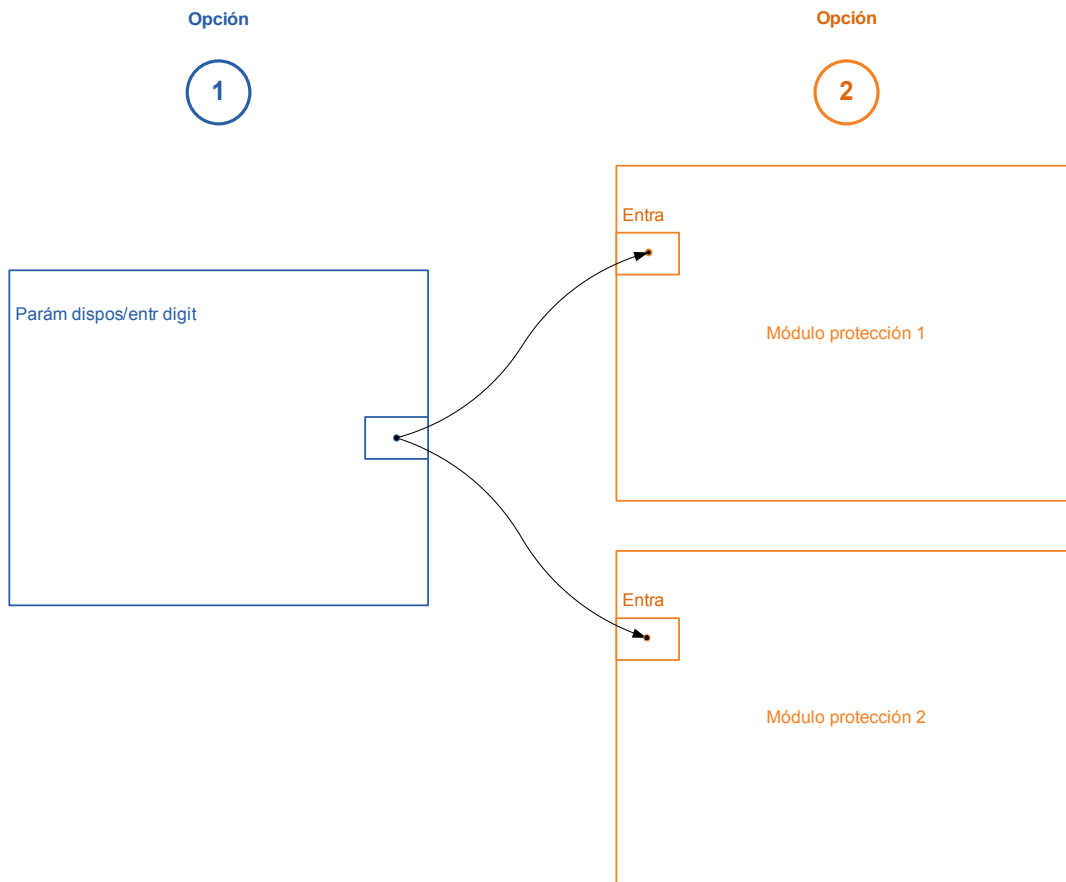 Opción
Opción
1
2
Entra
Parám dispos/entr digit
Módulo protección 1
Entra
Módulo protección 2